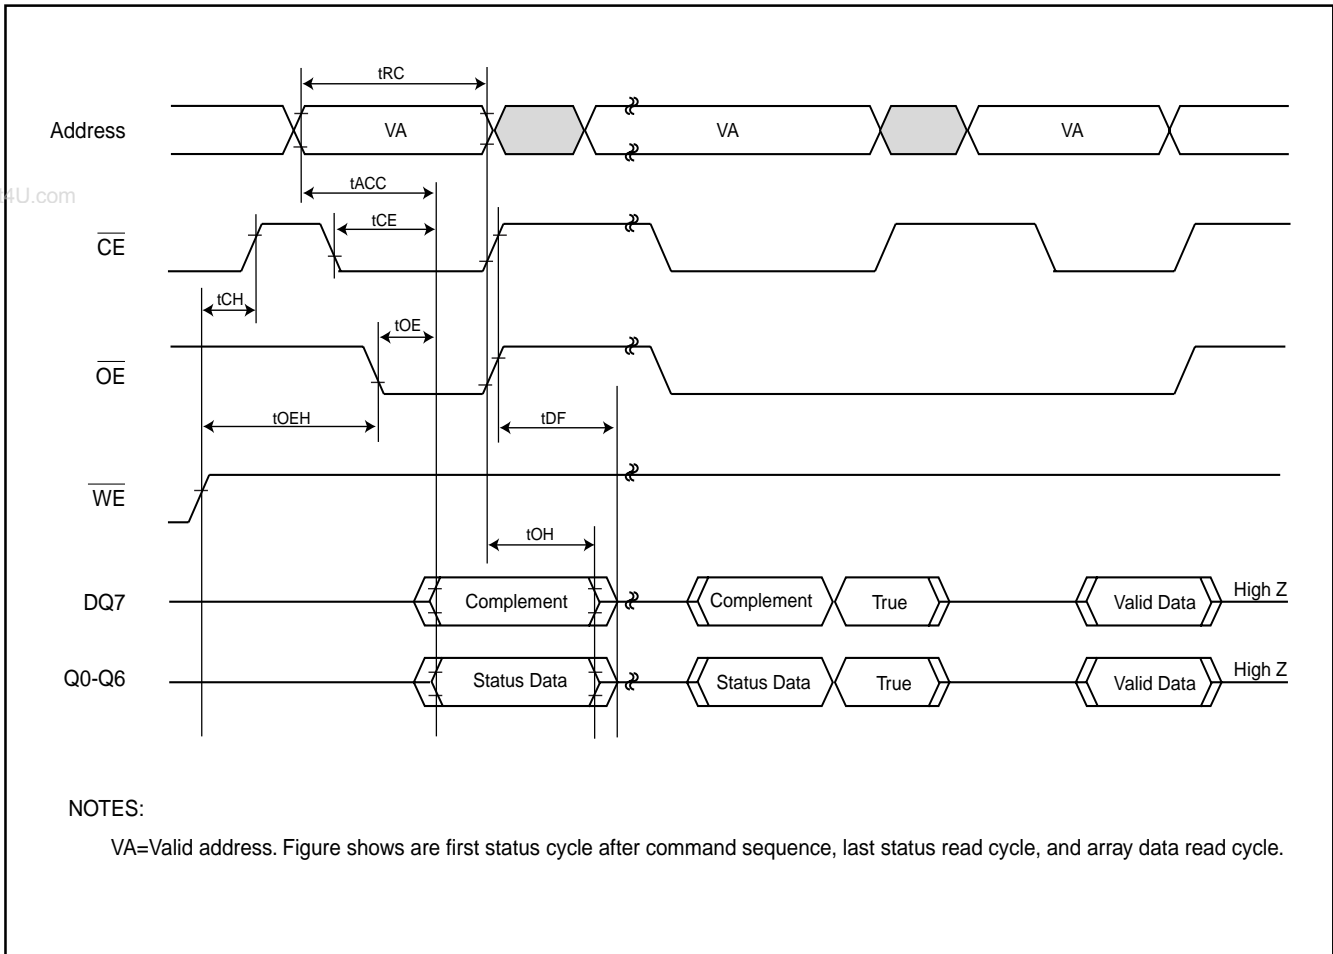 tRC
Address VA VA VA
t4U.com
tACC
tCE
CE
tCH
tOE
OE
tOEH
tDF
WE
tOH
DQ7 Complement Complement True Valid Data High Z
Q0-Q6 Status Data Status Data True Valid Data High Z
NOTES:
VA=Valid address. Figure shows are first status cycle after command sequence, last status read cycle, and array data read cycle.